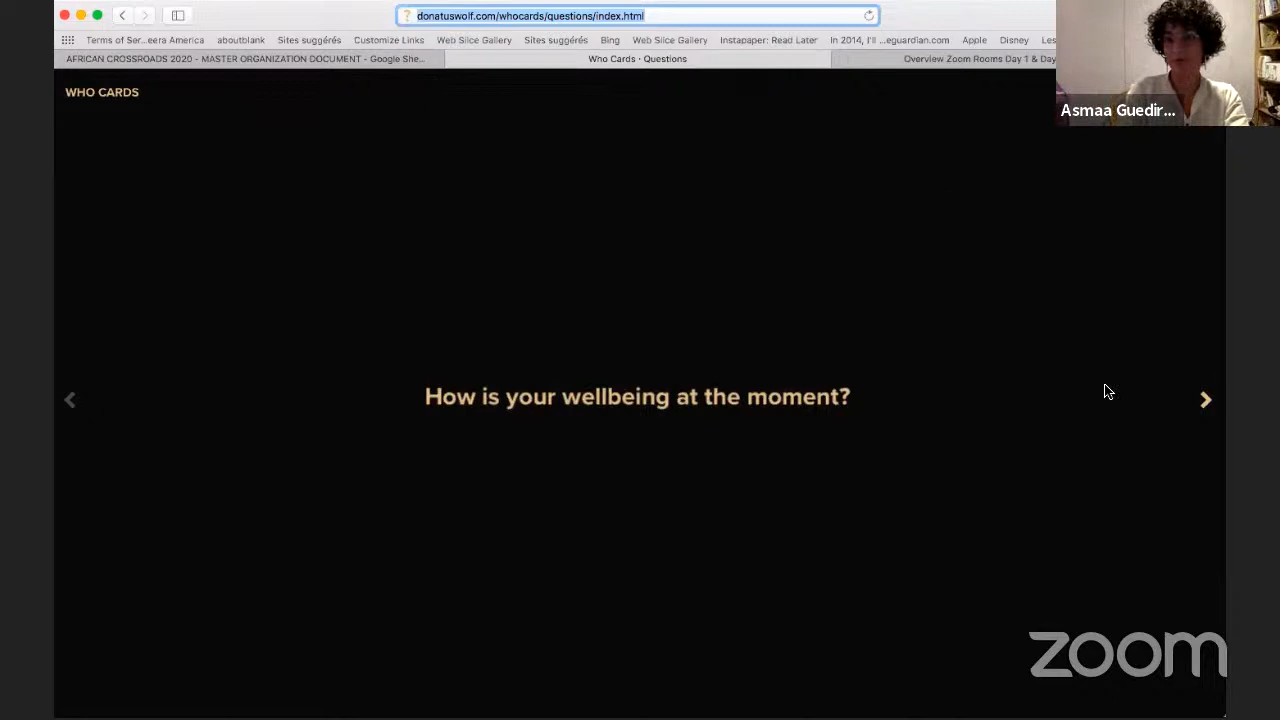 donatuswolf.com/whocards/questions/index.html
Terms of Ser...eera America aboutblank Sites suggérés Customize Links Web Slice Gallery Sites suggérés Bing Web Slice Gallery Instapaper: Read Later In 2014, I'll ...eguardian.com Apple Disney Les
AFRICAN CROSSROADS 2020 - MASTER ORGANIZATION DOCUMENT - Google She... Who Cards · Questions Overview Zoom Rooms Day 1 & Day
Asmaa Guedir...
WHO CARDS
How is your wellbeing at the moment?
zoom